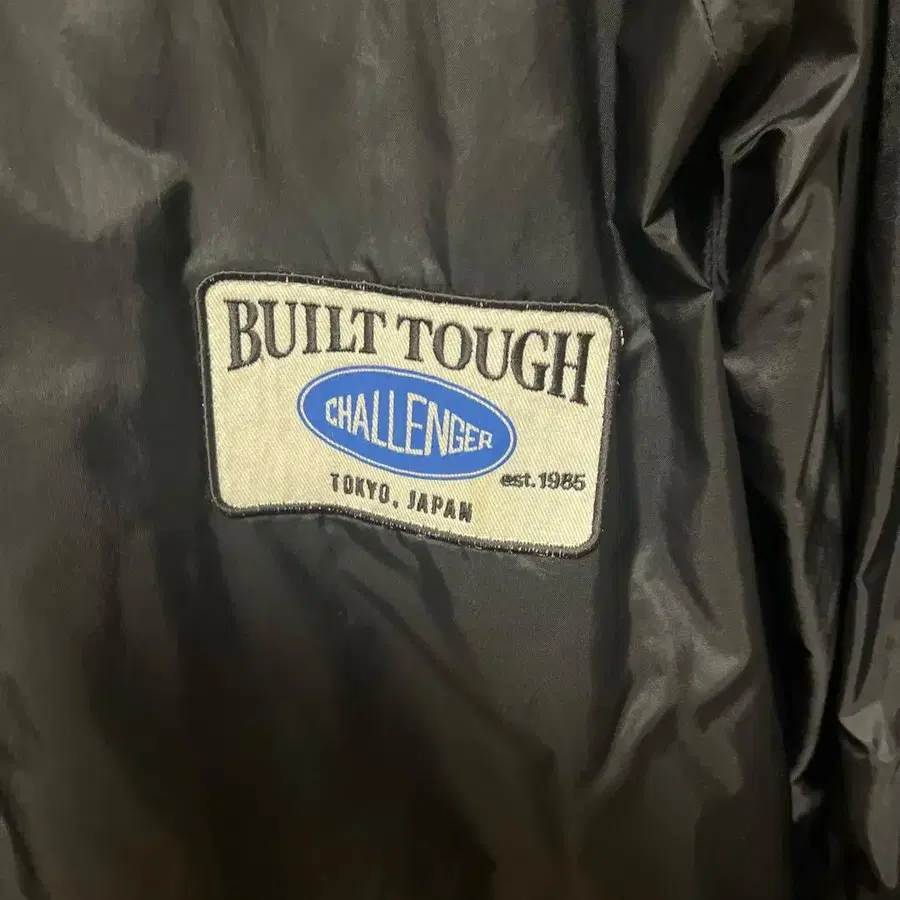 BUILT TOUGH
CHALLENGER
est.1985
TOKYO, JAPAN